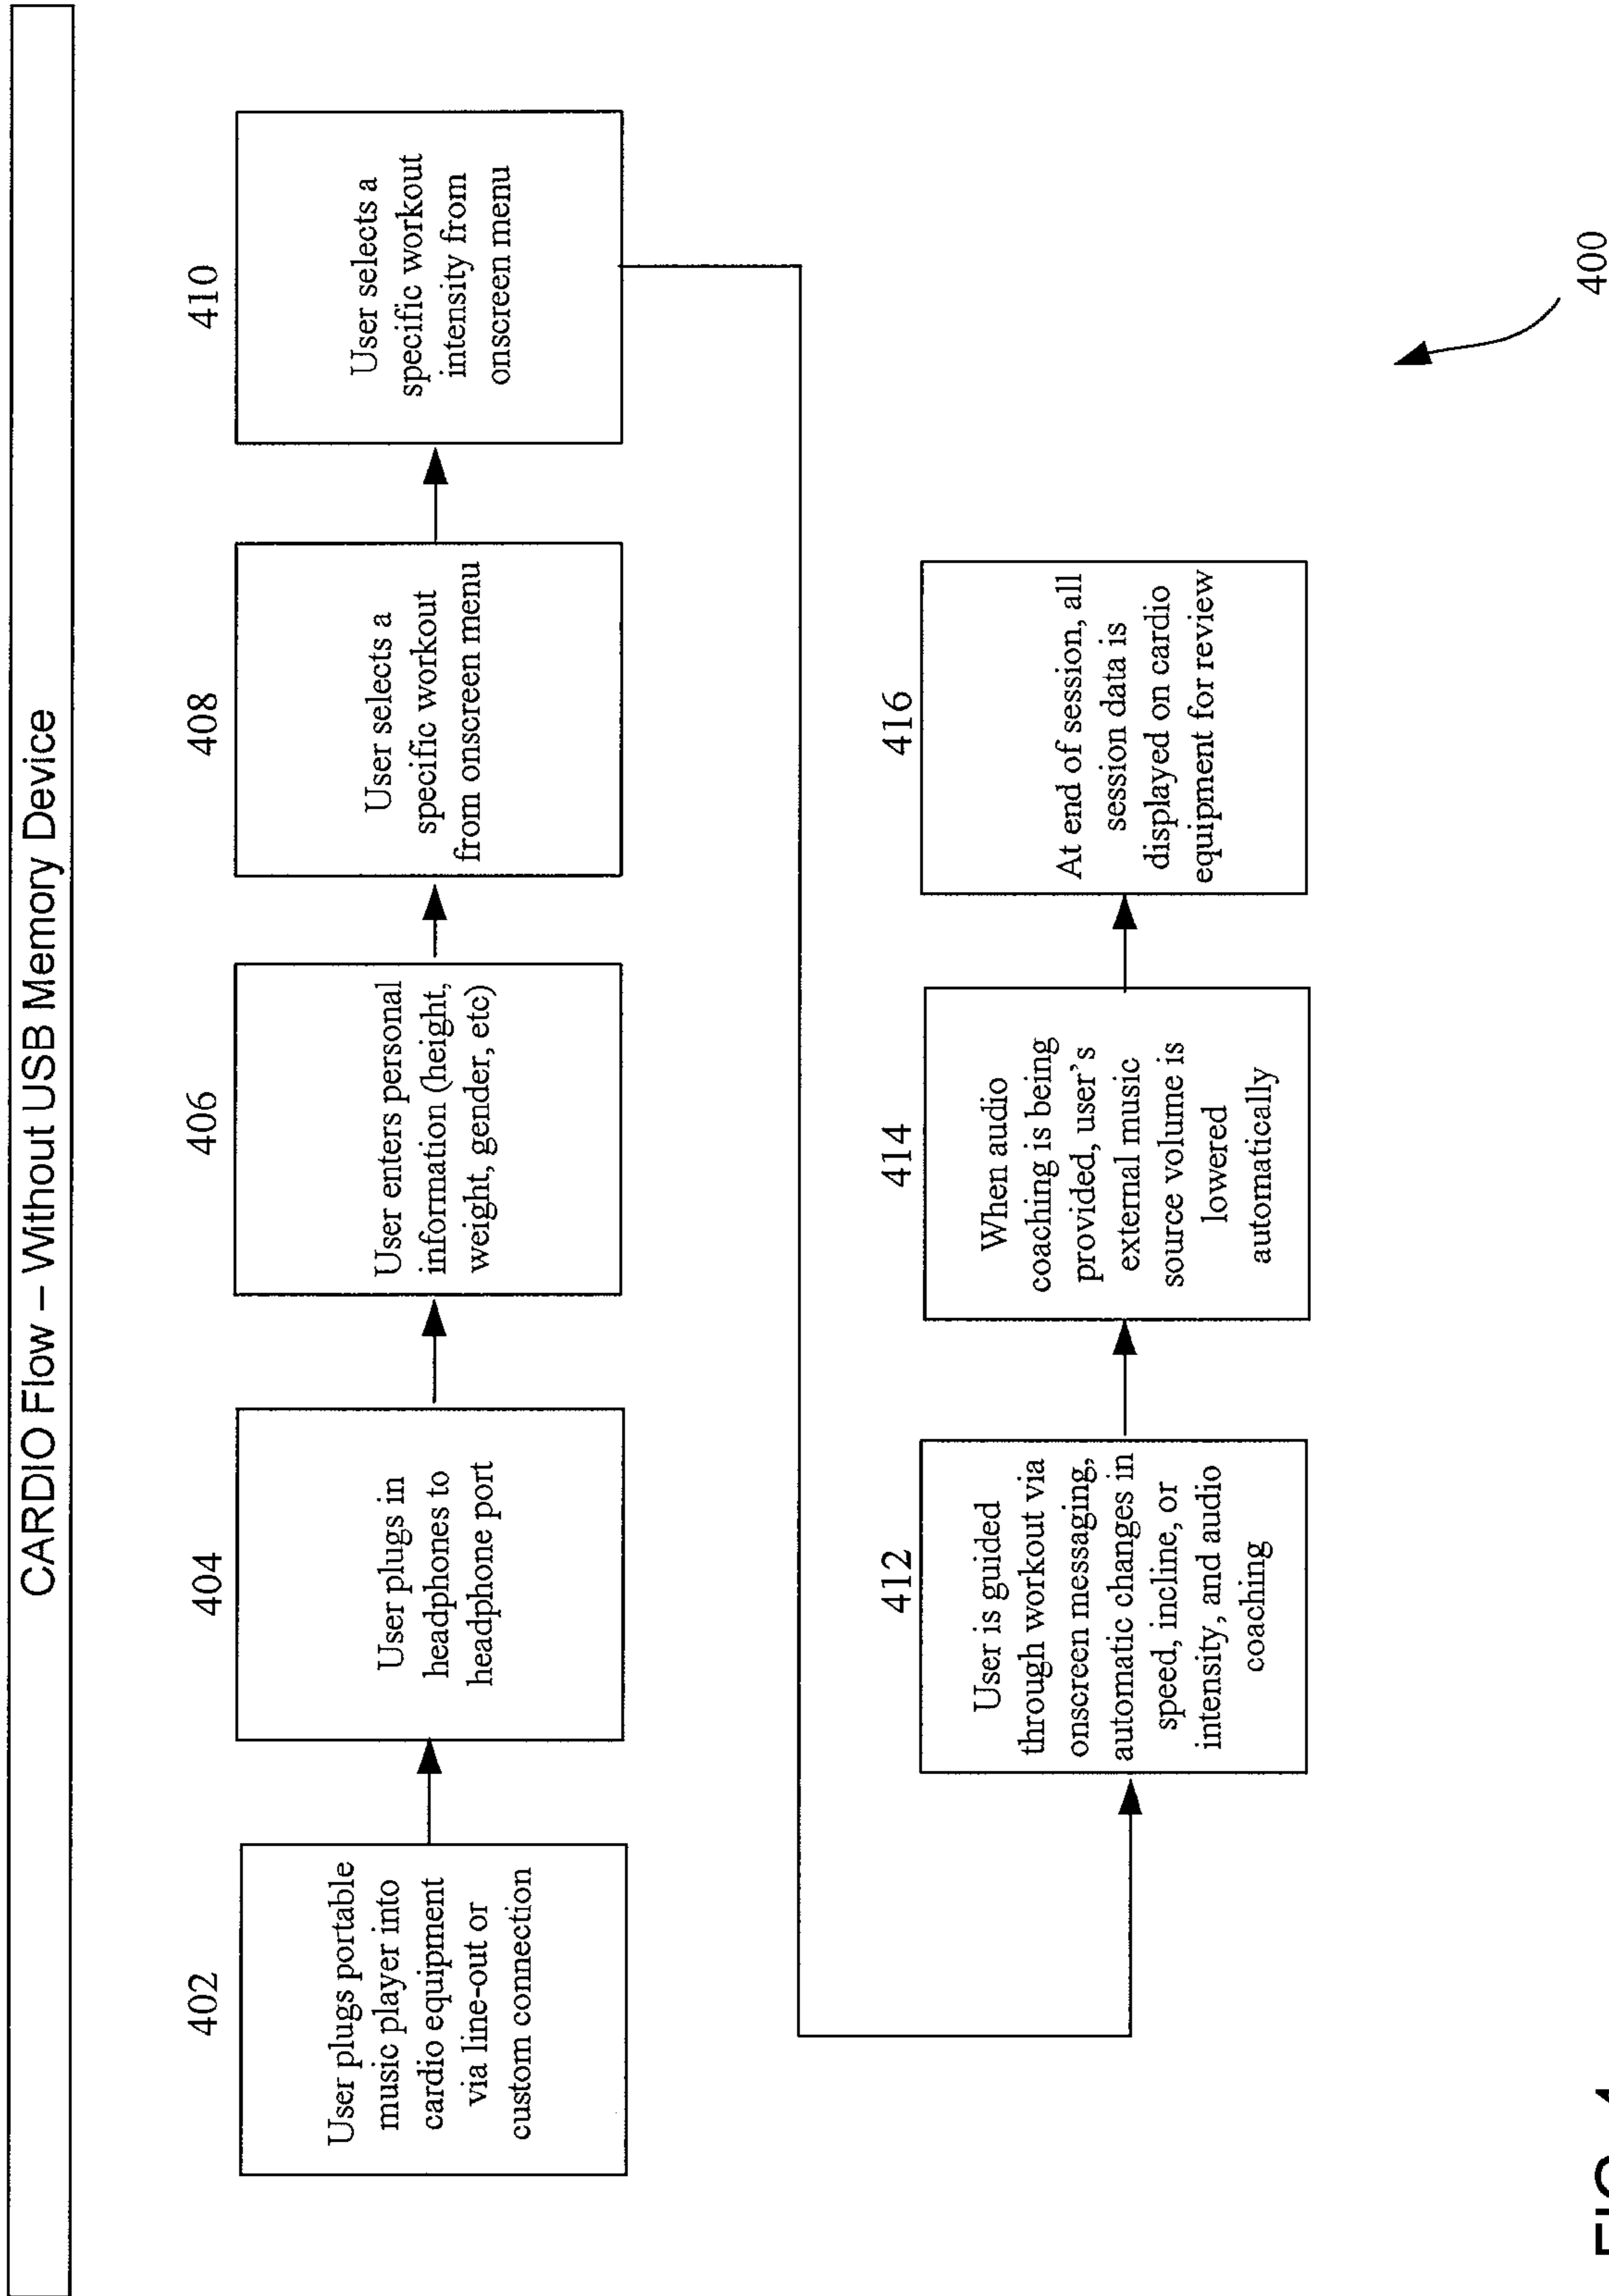 CARDIO Flow – Without USB Memory Device
402
User plugs portable
music player into
cardio equipment
via line-out or
custom connection
404
User plugs in
headphones to
headphone port
406
User enters personal
information (height,
weight, gender, etc)
408
User selects a
specific workout
from onscreen menu
410
User selects a
specific workout
intensity from
onscreen menu
412
User is guided
through workout via
onscreen messaging,
automatic changes in
speed, incline, or
intensity, and audio
coaching
414
When audio
coaching is being
provided, user's
external music
source volume is
lowered
automatically
416
At end of session, all
session data is
displayed on cardio
equipment for review
400
FIG.